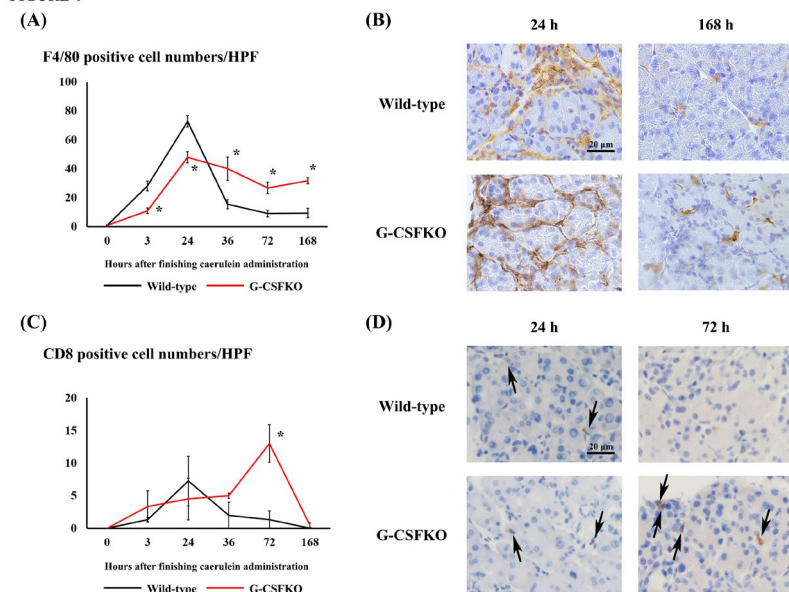 (A)
F4/80 positive cell numbers/HPF
100
80
60
40
20
0
* * * * *
0 3 24 36 72 168
Hours after finishing caerulein administration
Wild-type G-CSFKO
(B)
24 h 168 h
Wild-type
20 μm
G-CSFKO
(C)
CD8 positive cell numbers/HPF
20
15
10
5
0
*
0 3 24 36 72 168
Hours after finishing caerulein administration
Wild-type G-CSFKO
(D)
24 h 72 h
Wild-type
20 μm
G-CSFKO